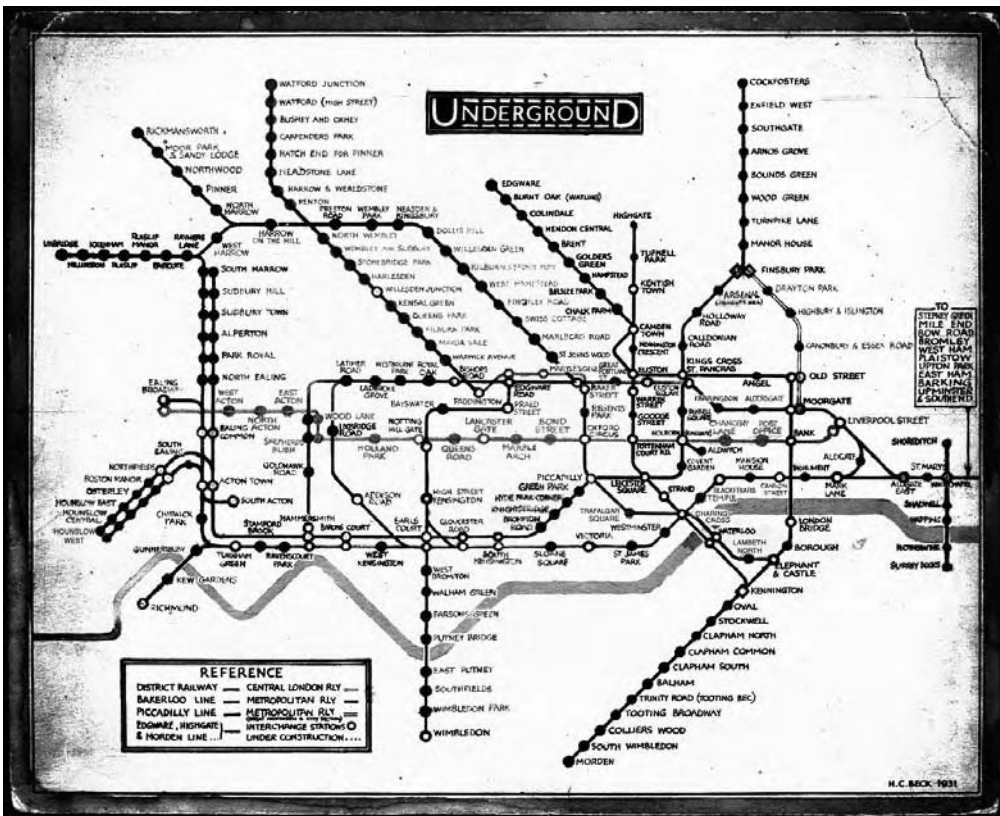 UNDERGROUND
WATFORD JUNCTION
WATFORD (HIGH STREET)
BUSHEY AND OXHEY
CARPENDERS PARK
HATCH END FOR PINNER
HEADSTONE LANE
HARROW & WEALDSTONE
KENTON
RICKMANSWORTH
MOOR PARK
& SANDY LODGE
NORTHWOOD
PINNER
NORTH
HARROW
COCKFOSTERS
ENFIELD WEST
SOUTHGATE
ARNOS GROVE
BOUNDS GREEN
WOOD GREEN
TURNPIKE LANE
MANOR HOUSE
FINSBURY PARK
EDGWARE
BURNT OAK (WATLING)
COLINDALE
HENDON CENTRAL
BRENT
GOLDERS
GREEN
HAMPSTEAD
BELSIZE PARK
CHALK FARM
HIGHGATE
TUFNELL
PARK
KENTISH
TOWN
CAMDEN
TOWN
MORNINGTON
CRESCENT
UXBRIDGE
HILLINGDON
ICKENHAM
RUISLIP
RUISLIP
MANOR
EASTCOTE
RAYNERS
LANE
WEST
HARROW
HARROW
ON THE HILL
PRESTON
ROAD
WEMBLEY
PARK
NEASDEN &
KINGSBURY
DOLLIS HILL
WILLESDEN GREEN
WEST HAMPSTEAD
FINCHLEY ROAD
SWISS COTTAGE
MARLBORO ROAD
ST JOHNS WOOD
NORTH WEMBLEY
STONEBRIDGE PARK
HARLESDEN
WILLESDEN JUNCTION
KENSAL GREEN
QUEENS PARK
KILBURN PARK
MAIDA VALE
WARWICK AVENUE
SOUTH HARROW
SUDBURY HILL
SUDBURY TOWN
ALPERTON
PARK ROYAL
NORTH EALING
ARSENAL
DRAYTON PARK
HOLLOWAY
ROAD
HIGHBURY & ISLINGTON
CALEDONIAN
ROAD
CANONBURY & ESSEX ROAD
KINGS CROSS
ST. PANCRAS
ANGEL
OLD STREET
TO
STEPNEY GREEN
MILE END
BOW ROAD
BROMLEY
WEST HAM
PLAISTOW
UPTON PARK
EAST HAM
BARKING
UPMINSTER
& SOUTHEND
LATIMER
ROAD
LADBROKE
GROVE
WESTBOURNE
PARK
ROYAL
OAK
BISHOPS
ROAD
PADDINGTON
EDGWARE
ROAD
PRAED
STREET
BAYSWATER
BAKER
STREET
EUSTON
EUSTON
SQUARE
WARREN
STREET
GOODGE
STREET
REGENTS
PARK
RUSSELL
SQUARE
FARRINGDON
ALDERSGATE
MOORGATE
LIVERPOOL STREET
EALING
BROADWAY
WEST
ACTON
NORTH
ACTON
EAST
ACTON
WOOD LANE
SHEPHERDS
BUSH
UXBRIDGE
ROAD
HOLLAND
PARK
NOTTING
HILL GATE
QUEENS
ROAD
LANCASTER
GATE
MARBLE
ARCH
BOND
STREET
OXFORD
CIRCUS
TOTTENHAM
COURT RD.
HOLBORN
CHANCERY
LANE
POST
OFFICE
BANK
ALDWYCH
COVENT
GARDEN
EALING
COMMON
SOUTH
EALING
NORTHFIELDS
BOSTON MANOR
OSTERLEY
HOUNSLOW EAST
HOUNSLOW
CENTRAL
HOUNSLOW
WEST
ACTON TOWN
SOUTH ACTON
CHISWICK
PARK
GUNNERSBURY
KEW GARDENS
RICHMOND
GOLDHAWK
ROAD
ADDISON
ROAD
HIGH STREET
KENSINGTON
PICCADILLY
GREEN PARK
HYDE PARK CORNER
KNIGHTSBRIDGE
BROMPTON
ROAD
TRAFALGAR
SQUARE
LEICESTER
SQUARE
STRAND
BLACKFRIARS
TEMPLE
CHARING
CROSS
WESTMINSTER
MANSION
HOUSE
CANNON
STREET
MONUMENT
MARK
LANE
ALDGATE
ALDGATE
EAST
ST. MARYS
SHOREDITCH
SHADWELL
WAPPING
ROTHERHITHE
SURREY DOCKS
STAMFORD
BROOK
HAMMERSMITH
BARONS COURT
EARLS
COURT
GLOUCESTER
ROAD
TURNHAM
GREEN
RAVENSCOURT
PARK
WEST
KENSINGTON
SOUTH
KENSINGTON
SLOANE
SQUARE
VICTORIA
ST. JAMES
PARK
WATERLOO
LAMBETH
NORTH
LONDON
BRIDGE
BOROUGH
ELEPHANT
& CASTLE
KENNINGTON
OVAL
STOCKWELL
CLAPHAM NORTH
CLAPHAM COMMON
CLAPHAM SOUTH
BALHAM
TRINITY ROAD (TOOTING BEC)
TOOTING BROADWAY
COLLIERS WOOD
SOUTH WIMBLEDON
MORDEN
WEST
BROMPTON
WALHAM GREEN
PARSONS GREEN
PUTNEY BRIDGE
EAST PUTNEY
SOUTHFIELDS
WIMBLEDON PARK
WIMBLEDON
REFERENCE
DISTRICT RAILWAY
BAKERLOO LINE
PICCADILLY LINE
EDGWARE, HIGHGATE
& MORDEN LINE...
CENTRAL LONDON RLY
METROPOLITAN RLY
METROPOLITAN RLY
INTERCHANGE STATIONS
UNDER CONSTRUCTION....
H.C. BECK 1931